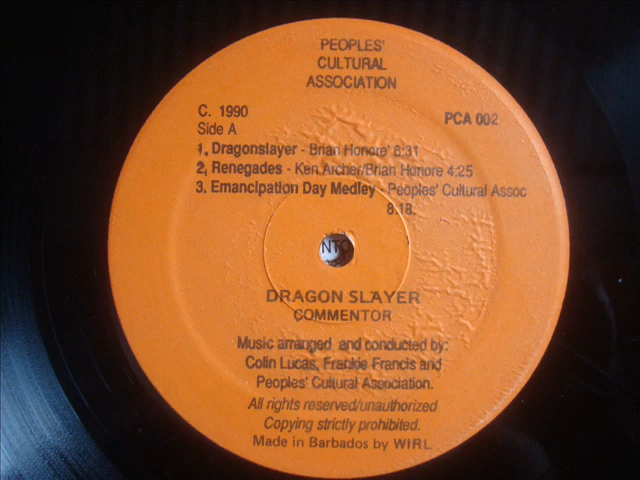 PEOPLES'
CULTURAL
ASSOCIATION
C. 1990
PCA 002
Side A
1, Dragonslayer - Brian Honore' 8:31
2, Renegades - Ken Archer/Brian Honore 4:25
3. Emancipation Day Medley - Peoples' Cultural Assoc
8.18.
NTO
DRAGON SLAYER
COMMENTOR
Music arranged and conducted by:
Colin Lucas, Frankie Francis and
Peoples' Cultural Association.
All rights reserved/unauthorized
Copying strictly prohibited.
Made in Barbados by WIRL